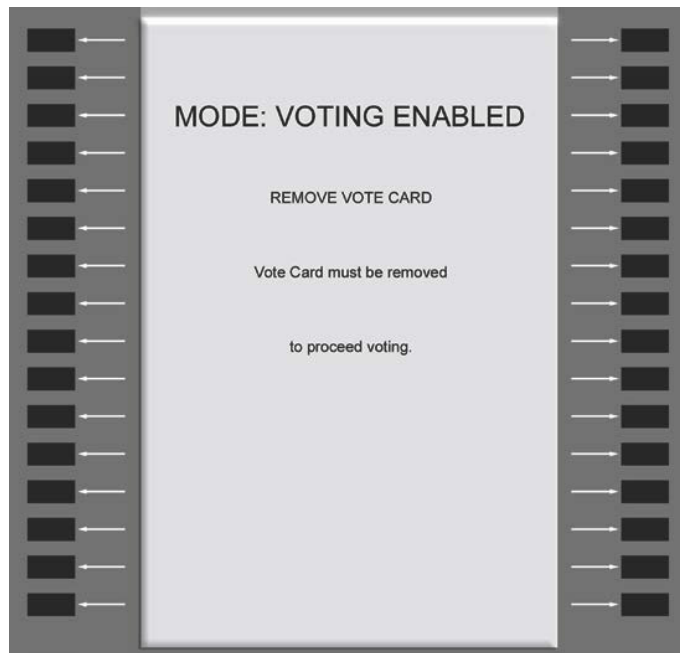 MODE: VOTING ENABLED
REMOVE VOTE CARD
Vote Card must be removed
to proceed voting.